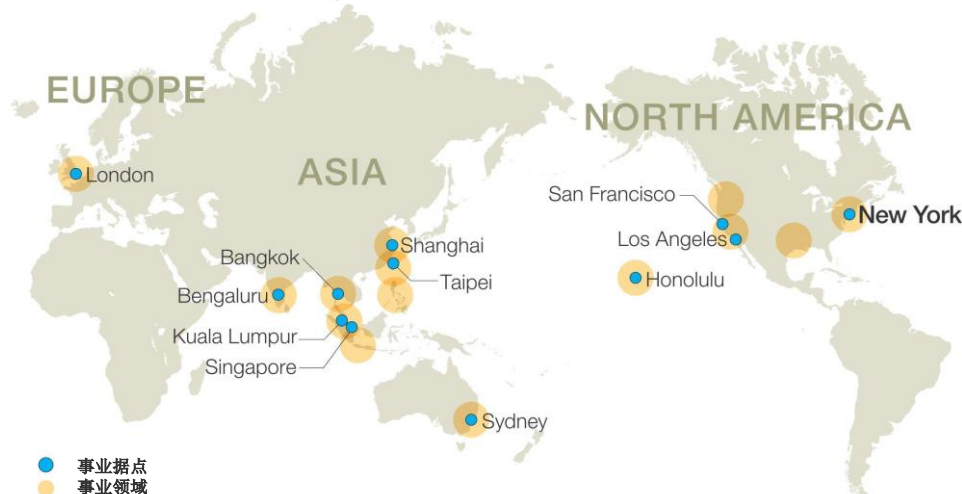 EUROPE
NORTH AMERICA
ASIA
London
San Francisco
New York
Los Angeles
Shanghai
Bangkok
Taipei
Honolulu
Bengaluru
Kuala Lumpur
Singapore
Sydney
事业据点
事业领域